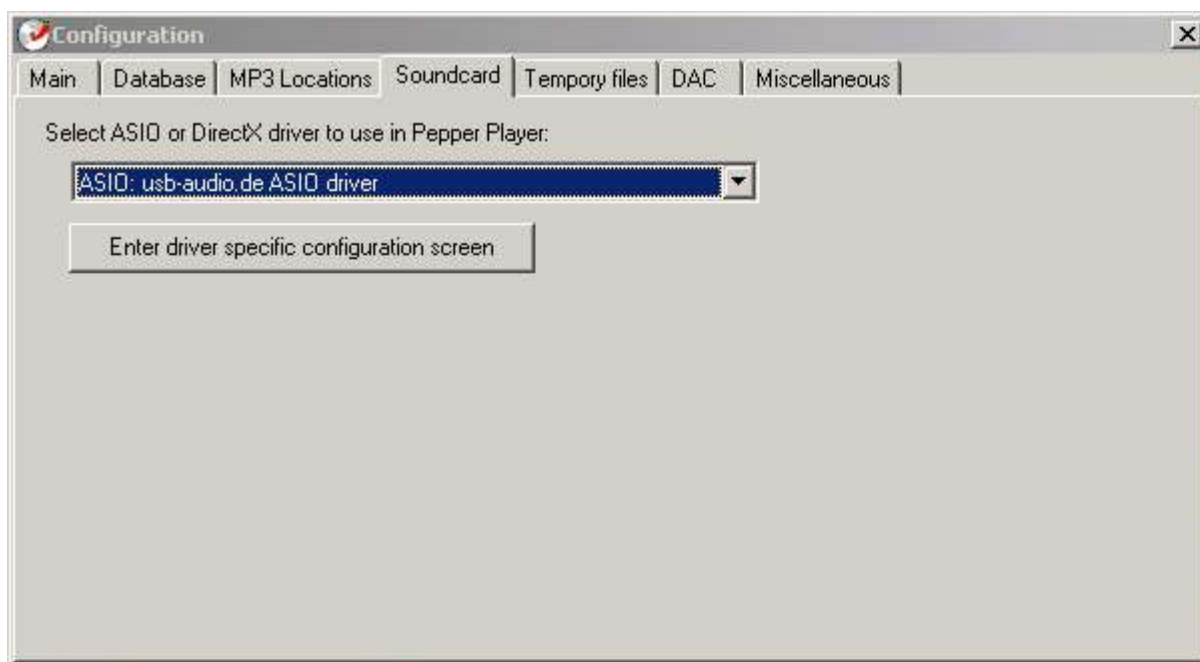 Configuration
Main Database MP3 Locations Soundcard Tempory files DAC Miscellaneous
Select ASIO or DirectX driver to use in Pepper Player:
ASIO: usb-audio.de ASIO driver
Enter driver specific configuration screen